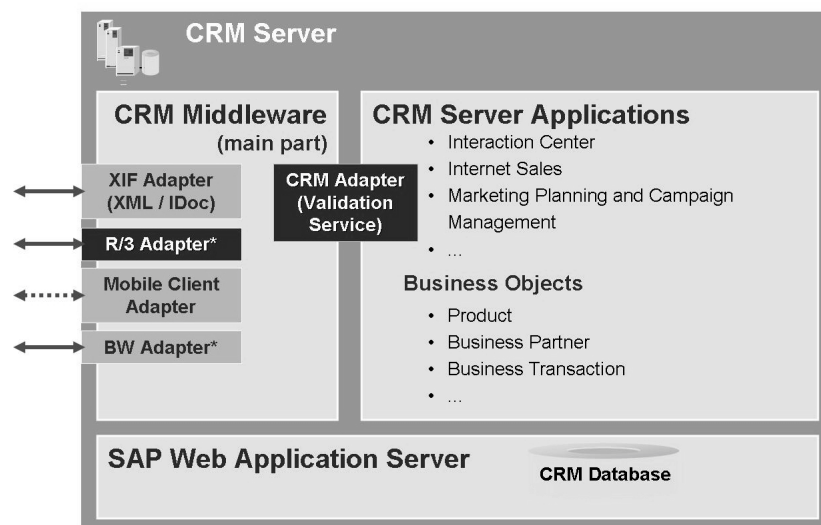 CRM Server
CRM Middleware
(main part)
XIF Adapter
(XML / IDoc)
R/3 Adapter*
Mobile Client
Adapter
BW Adapter*
CRM Adapter
(Validation
Service)
CRM Server Applications
• Interaction Center
• Internet Sales
• Marketing Planning and Campaign
Management
• ...
Business Objects
• Product
• Business Partner
• Business Transaction
• ...
SAP Web Application Server
CRM Database